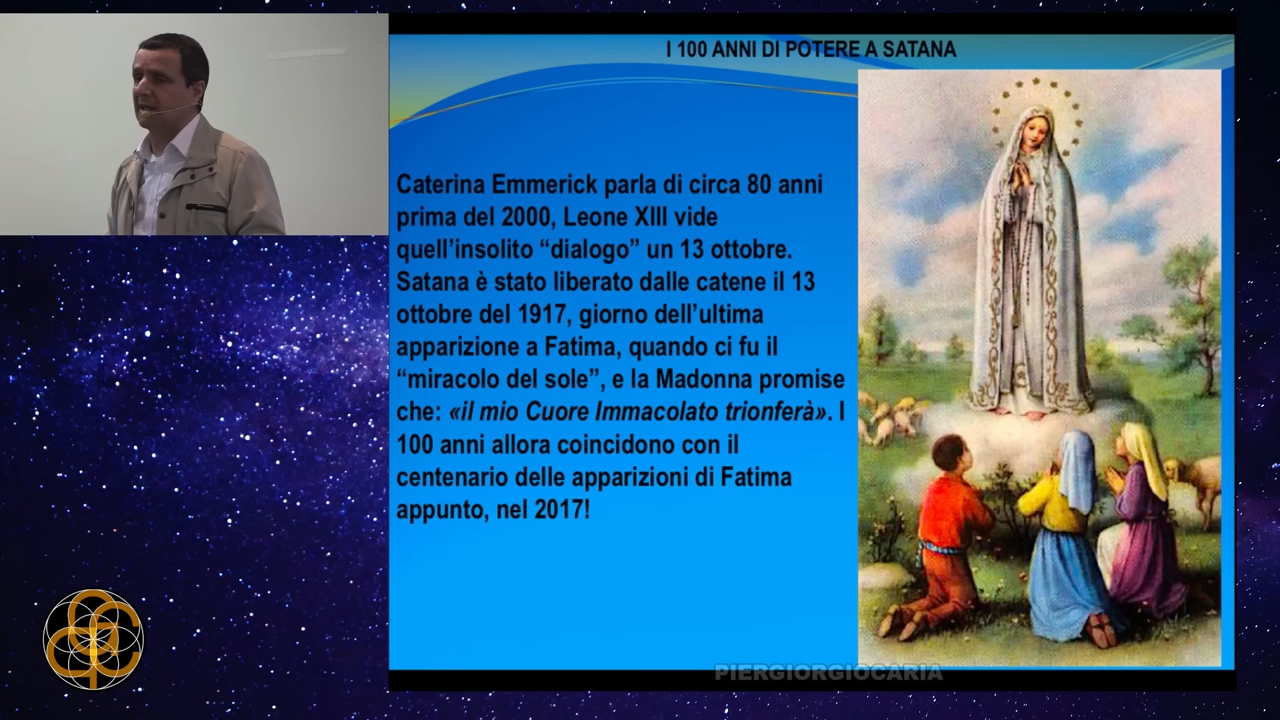 I 100 ANNI DI POTERE A SATANA
Caterina Emmerick parla di circa 80 anni
prima del 2000, Leone XIII vide
quell’insolito “dialogo” un 13 ottobre.
Satana è stato liberato dalle catene il 13
ottobre del 1917, giorno dell’ultima
apparizione a Fatima, quando ci fu il
“miracolo del sole”, e la Madonna promise
che: «il mio Cuore Immacolato trionferà». I
100 anni allora coincidono con il
centenario delle apparizioni di Fatima
appunto, nel 2017!
PIERGIORGIOCARIA